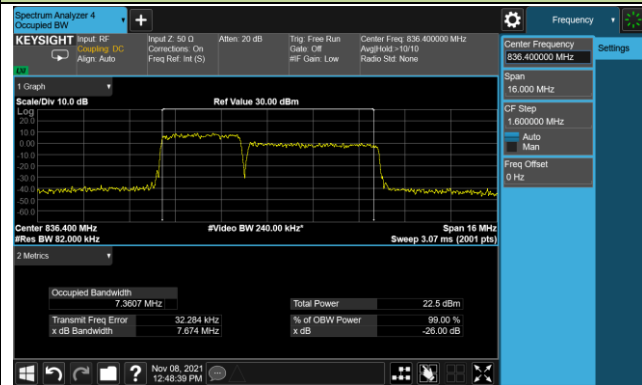 Spectrum Analyzer 4
Occupied BW
Frequency
KEYSIGHT
Input: RF
Coupling: DC
Align: Auto
Input Z: 50 Ω
Corrections: On
Freq Ref: Int (S)
Atten: 20 dB
Trig: Free Run
Gate: Off
#IF Gain: Low
Center Freq: 836.400000 MHz
Avg|Hold:>10/10
Radio Std: None
LXI
Center Frequency
836.400000 MHz
Settings
Span
16.000 MHz
CF Step
1.600000 MHz
Auto
Man
Freq Offset
0 Hz
1 Graph
Scale/Div 10.0 dB
Ref Value 30.00 dBm
Log
20.0
10.0
0.00
-10.0
-20.0
-30.0
-40.0
-50.0
-60.0
Center 836.400 MHz
#Video BW 240.00 kHz*
Span 16 MHz
#Res BW 82.000 kHz
Sweep 3.07 ms (2001 pts)
2 Metrics
Occupied Bandwidth
7.3607 MHz
Total Power 22.5 dBm
Transmit Freq Error 32.284 kHz
% of OBW Power 99.00 %
x dB Bandwidth 7.674 MHz
x dB -26.00 dB
Nov 08, 2021
12:48:39 PM